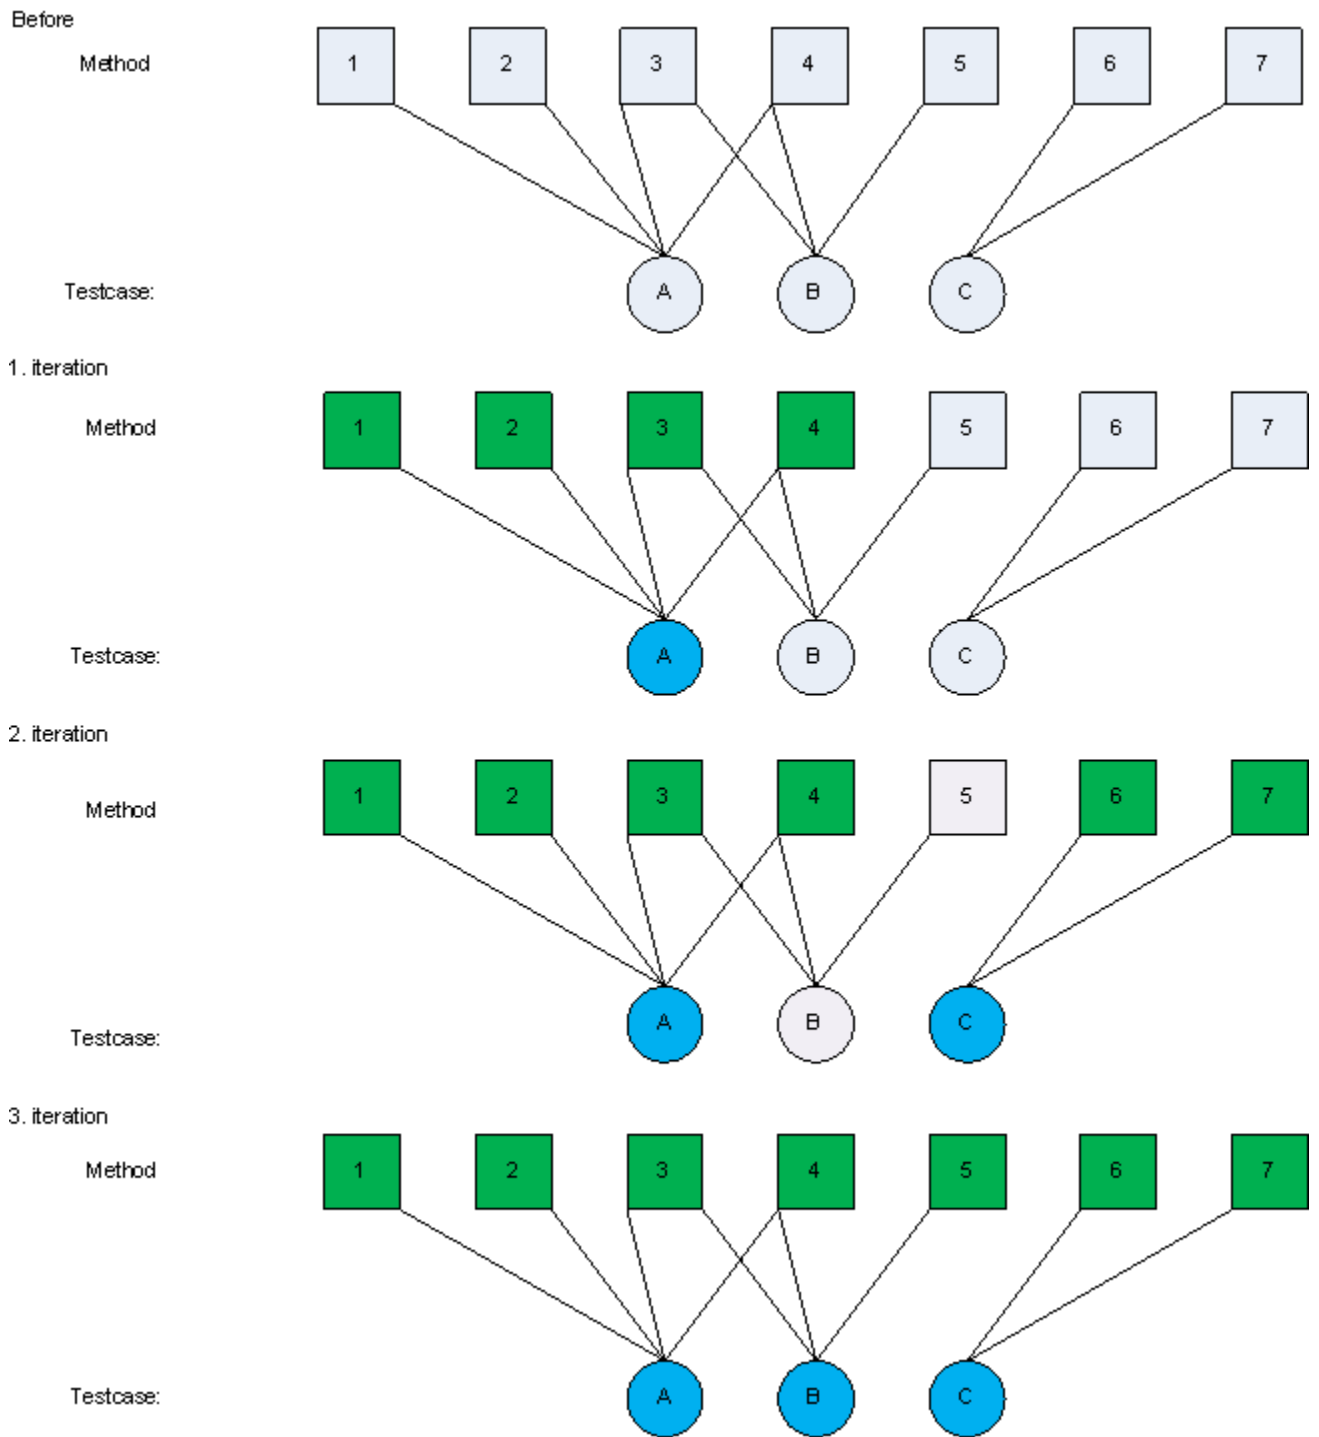 Before
Method 1 2 3 4 5 6 7
Testcase: A B C
1. iteration
Method 1 2 3 4 5 6 7
Testcase: A B C
2. iteration
Method 1 2 3 4 5 6 7
Testcase: A B C
3. iteration
Method 1 2 3 4 5 6 7
Testcase: A B C